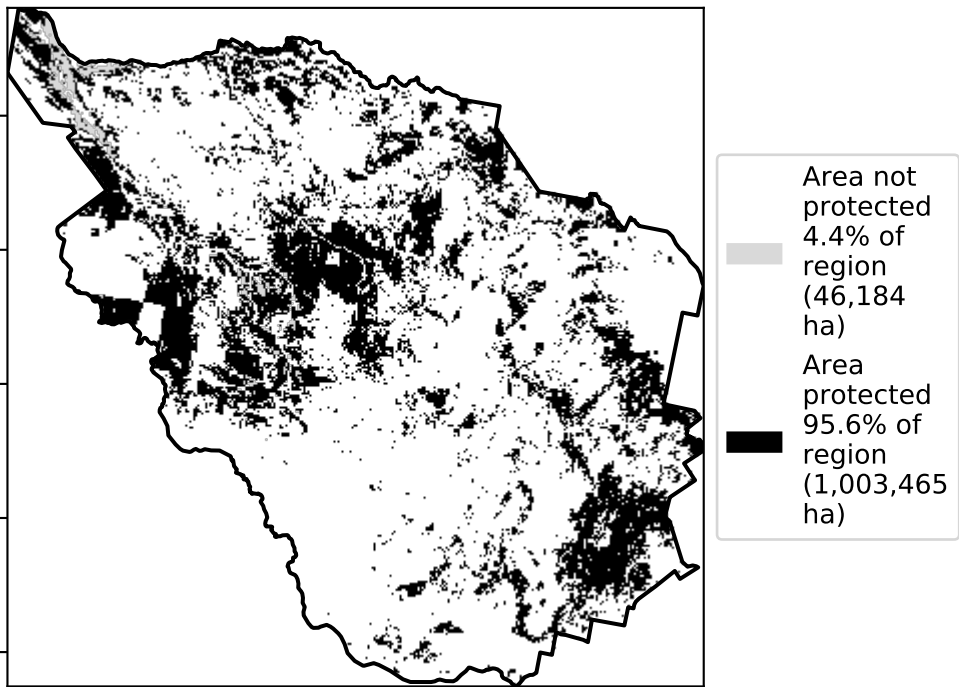 Area not
protected
4.4% of
region
(46,184
ha)
Area
protected
95.6% of
region
(1,003,465
ha)